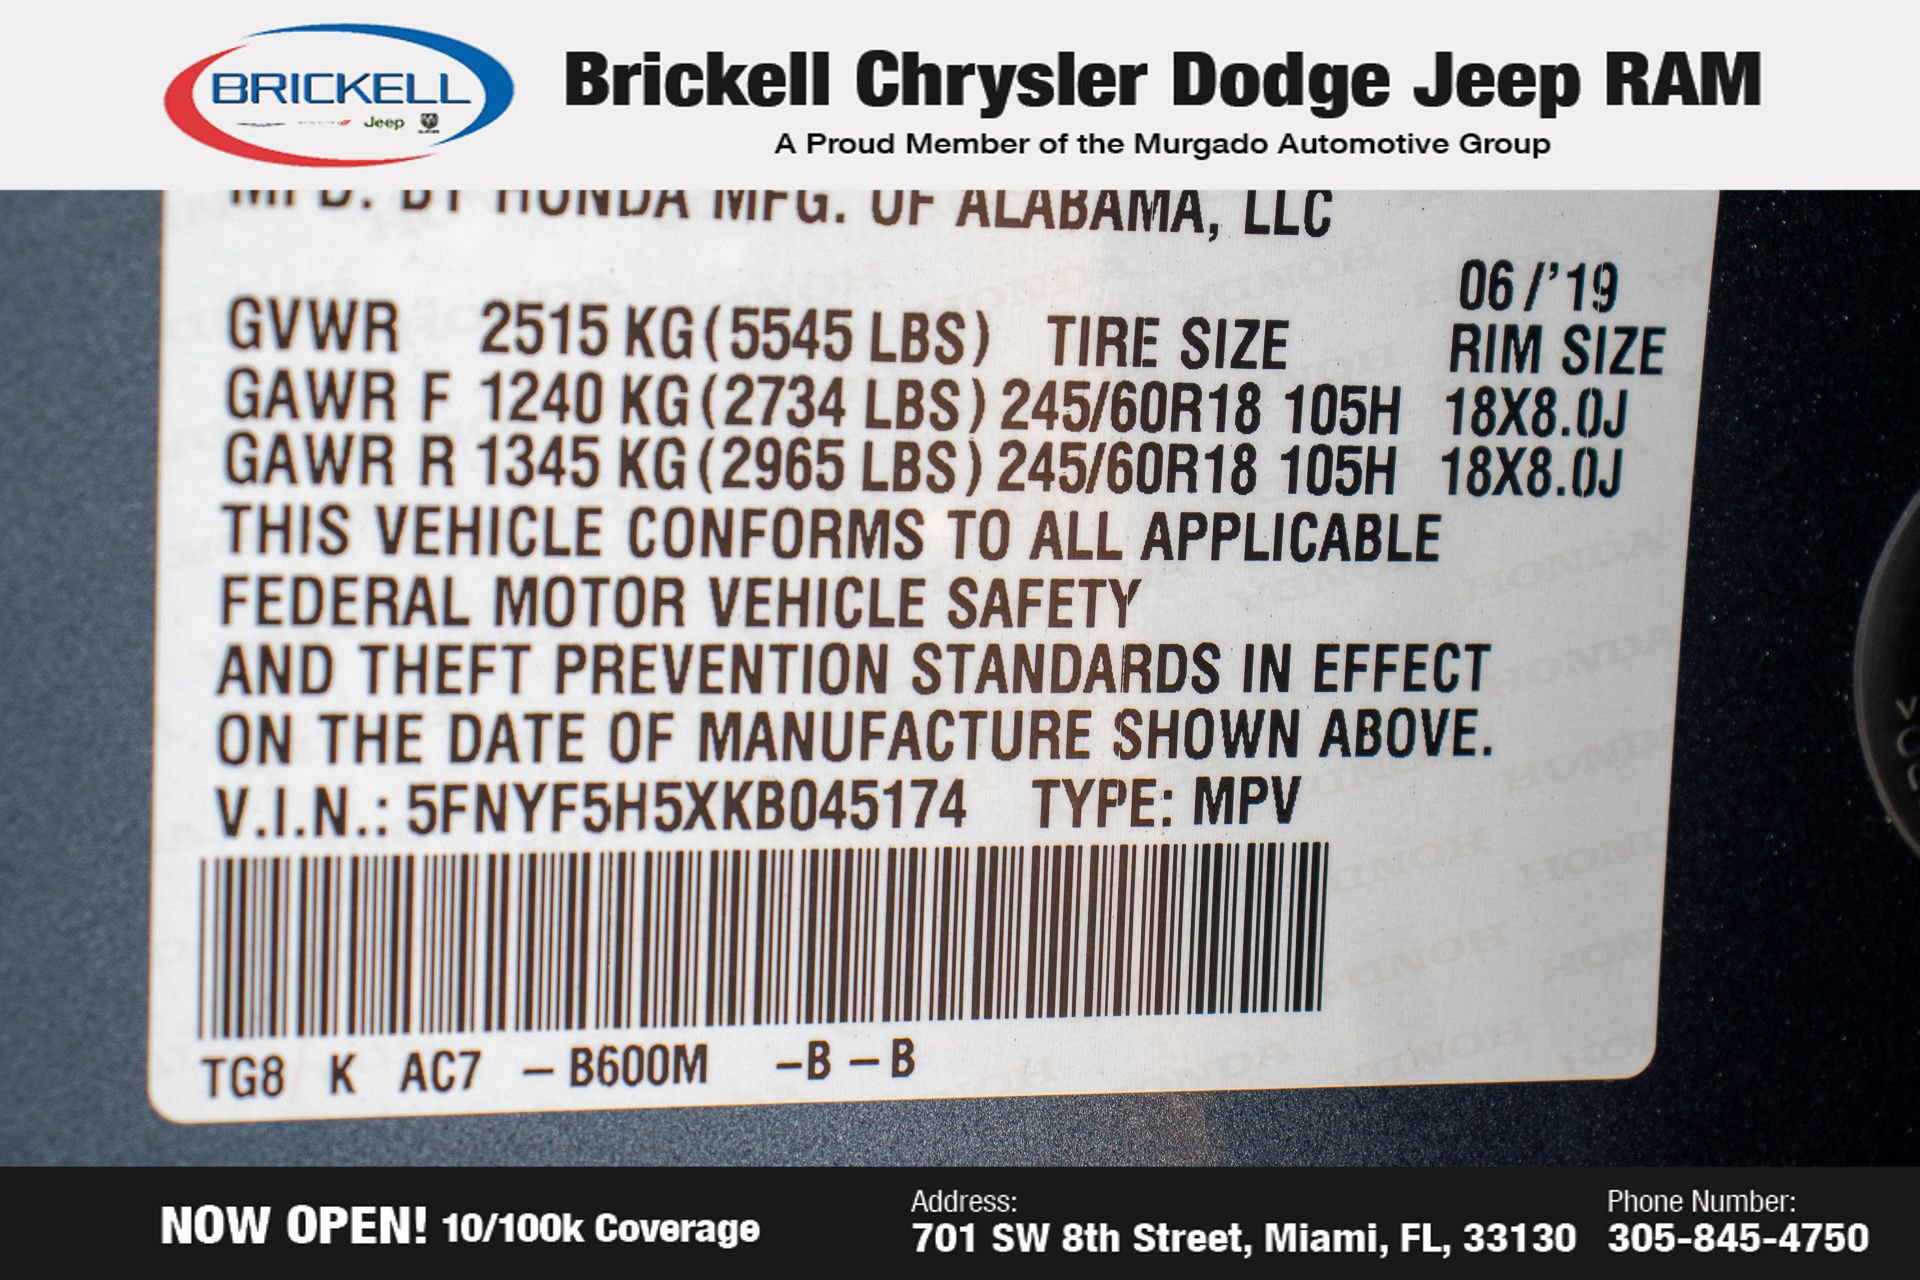 BRICKELL
Jeep
RAM
Brickell Chrysler Dodge Jeep RAM
A Proud Member of the Murgado Automotive Group
MFD. BY HONDA MFG. OF ALABAMA, LLC
06/'19
GVWR 2515 KG (5545 LBS) TIRE SIZE RIM SIZE
GAWR F 1240 KG (2734 LBS) 245/60R18 105H 18X8.0J
GAWR R 1345 KG (2965 LBS) 245/60R18 105H 18X8.0J
THIS VEHICLE CONFORMS TO ALL APPLICABLE
FEDERAL MOTOR VEHICLE SAFETY
AND THEFT PREVENTION STANDARDS IN EFFECT
ON THE DATE OF MANUFACTURE SHOWN ABOVE.
V.I.N.: 5FNYF5H5XKB045174 TYPE: MPV
TG8 K AC7 – B600M –B – B
NOW OPEN! 10/100k Coverage
Address:
701 SW 8th Street, Miami, FL, 33130
Phone Number:
305-845-4750